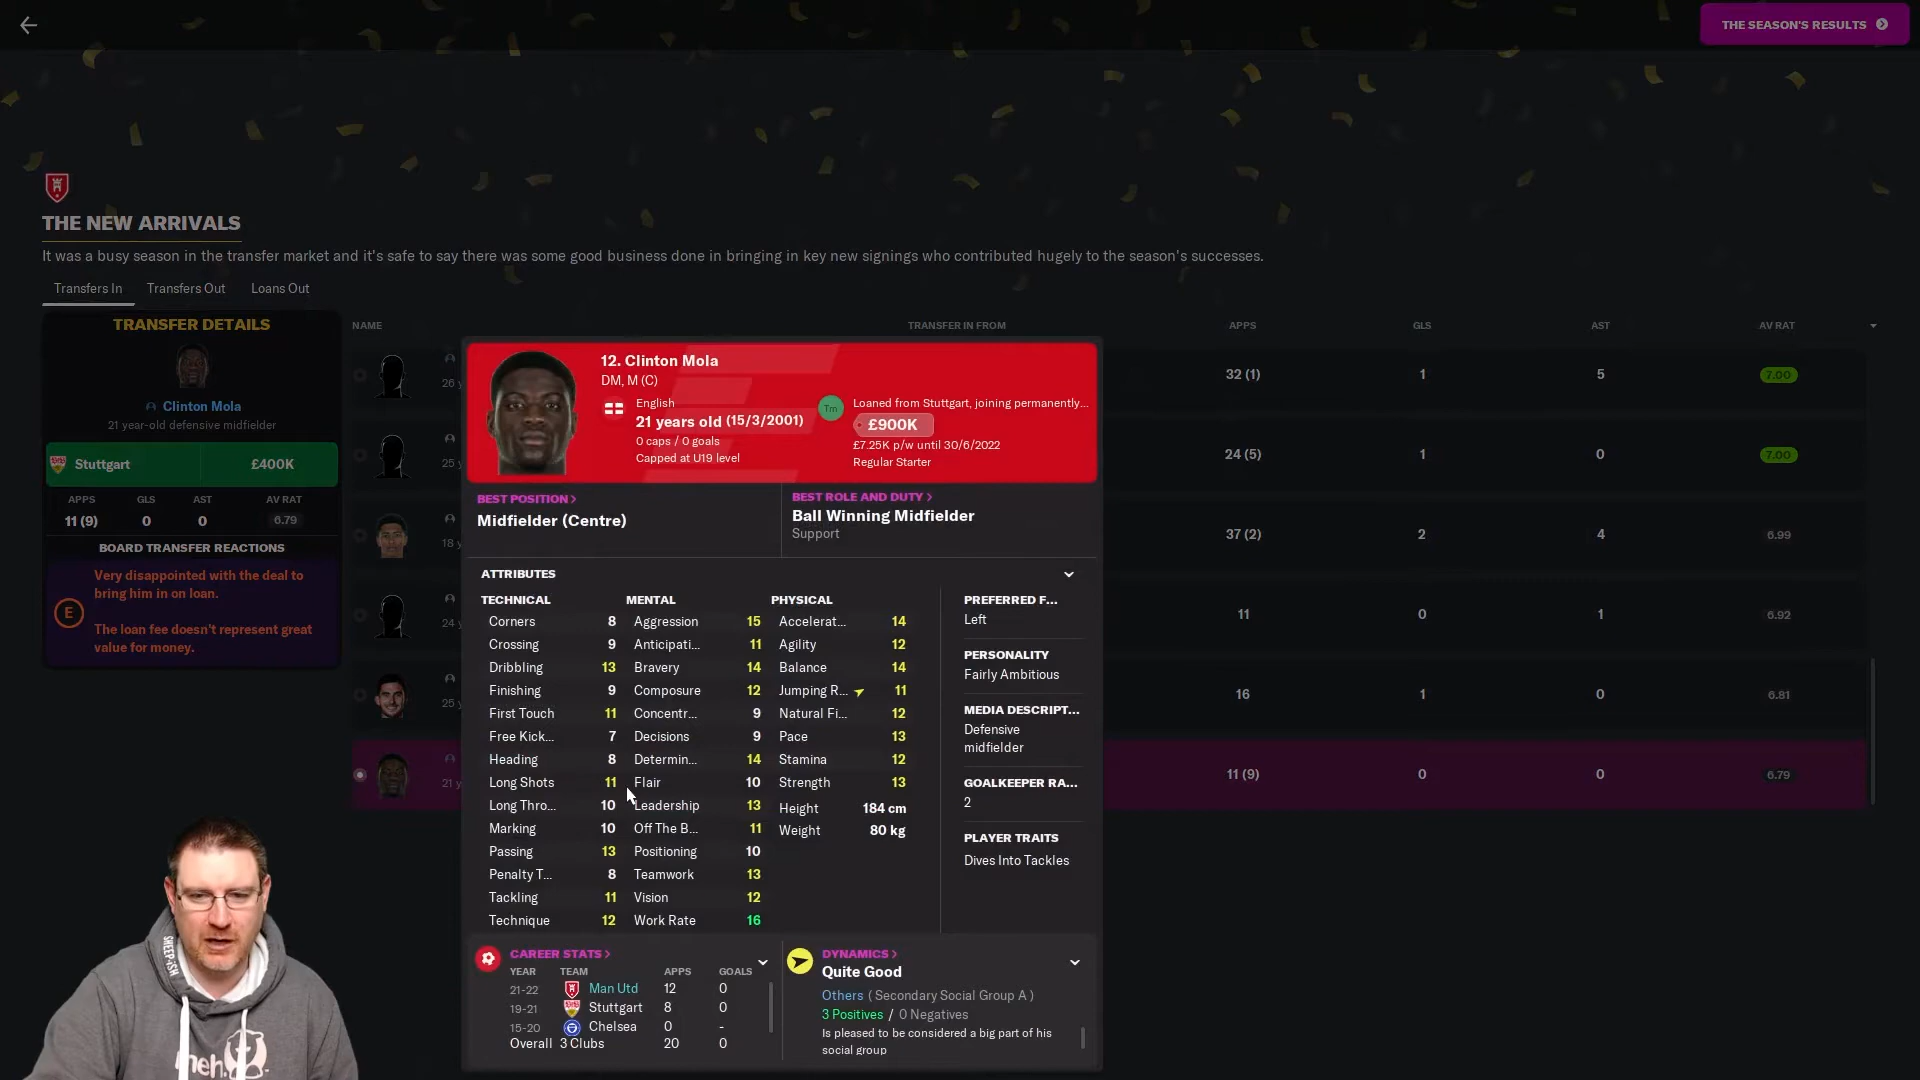 THE SEASON'S RESULTS
THE NEW ARRIVALS
It was a busy season in the transfer market and it's safe to say there was some good business done in bringing in key new signings who contributed hugely to the season's successes.
Transfers In Transfers Out Loans Out
TRANSFER DETAILS
Clinton Mola
21 year-old defensive midfielder
Stuttgart £400K
APPS GLS AST AV RAT
11 (9) 0 0 6.79
BOARD TRANSFER REACTIONS
E
Very disappointed with the deal to
bring him in on loan.
The loan fee doesn't represent great
value for money.
NAME TRANSFER IN FROM APPS GLS AST AV RAT
26 y 32 (1) 1 5 7.00
25 y 24 (5) 1 0 7.00
18 y 37 (2) 2 4 6.99
24 y 11 0 1 6.92
25 y 16 1 0 6.81
21 y 11 (9) 0 0 6.79
12. Clinton Mola
DM, M (C)
English
21 years old (15/3/2001)
0 caps / 0 goals
Capped at U19 level
Trn
Loaned from Stuttgart, joining permanently...
£900K
£7.25K p/w until 30/6/2022
Regular Starter
BEST POSITION >
Midfielder (Centre)
BEST ROLE AND DUTY >
Ball Winning Midfielder
Support
ATTRIBUTES
TECHNICAL MENTAL PHYSICAL
Corners 8 Aggression 15 Accelerat... 14
Crossing 9 Anticipati... 11 Agility 12
Dribbling 13 Bravery 14 Balance 14
Finishing 9 Composure 12 Jumping R... 11
First Touch 11 Concentr... 9 Natural Fi... 12
Free Kick... 7 Decisions 9 Pace 13
Heading 8 Determin... 14 Stamina 12
Long Shots 11 Flair 10 Strength 13
Long Thro... 10 Leadership 13 Height 184 cm
Marking 10 Off The B... 11 Weight 80 kg
Passing 13 Positioning 10
Penalty T... 8 Teamwork 13
Tackling 11 Vision 12
Technique 12 Work Rate 16
PREFERRED F...
Left
PERSONALITY
Fairly Ambitious
MEDIA DESCRIPT...
Defensive
midfielder
GOALKEEPER RA...
2
PLAYER TRAITS
Dives Into Tackles
CAREER STATS >
YEAR TEAM APPS GOALS
21-22 Man Utd 12 0
19-21 Stuttgart 8 0
15-20 Chelsea 0 -
Overall 3 Clubs 20 0
DYNAMICS >
Quite Good
Others ( Secondary Social Group A )
3 Positives / 0 Negatives
Is pleased to be considered a big part of his
social group
SHEEP-ISH
meh.